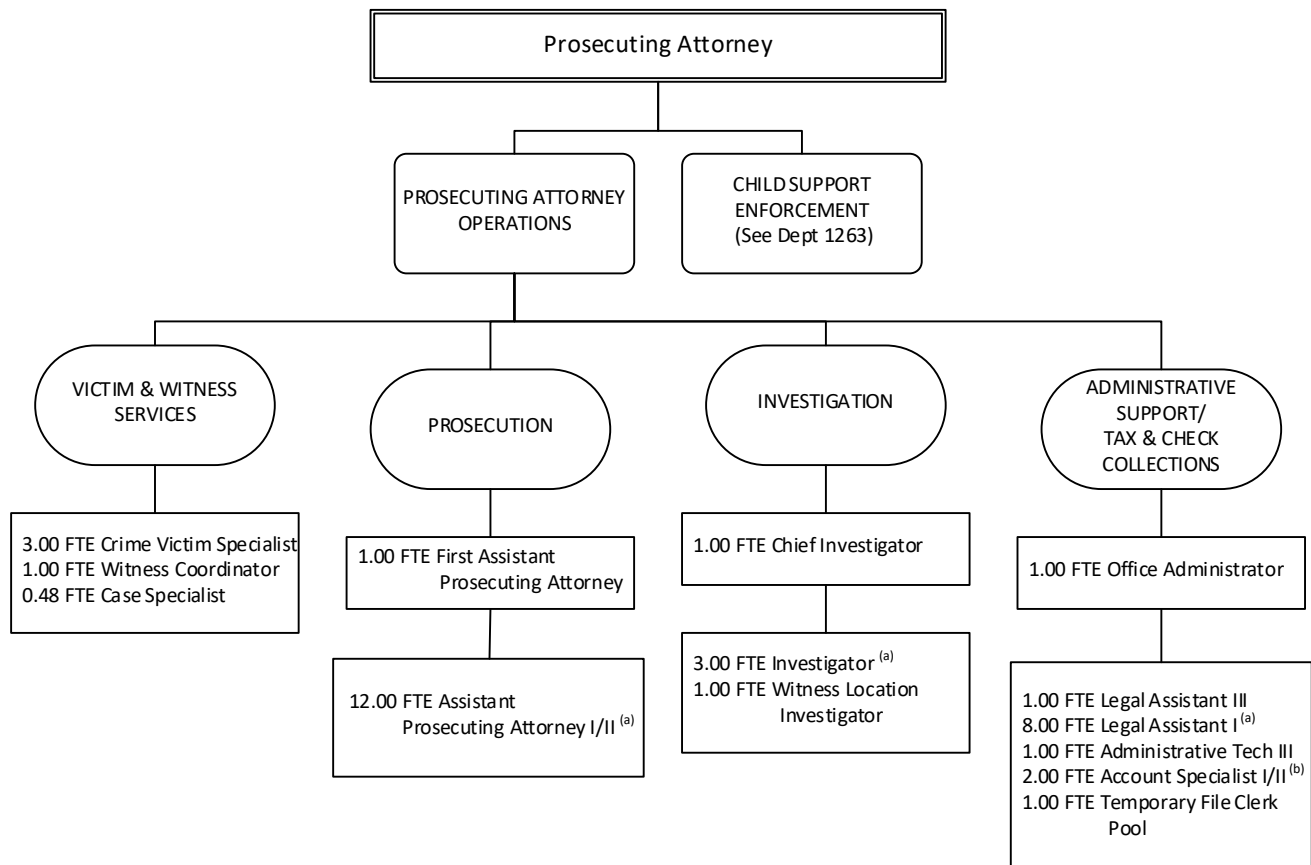 Prosecuting Attorney
PROSECUTING ATTORNEY
OPERATIONS
CHILD SUPPORT
ENFORCEMENT
(See Dept 1263)
VICTIM & WITNESS
SERVICES
PROSECUTION
INVESTIGATION
ADMINISTRATIVE
SUPPORT/
TAX & CHECK
COLLECTIONS
3.00 FTE Crime Victim Specialist
1.00 FTE Witness Coordinator
0.48 FTE Case Specialist
1.00 FTE First Assistant
Prosecuting Attorney
12.00 FTE Assistant
Prosecuting Attorney I/II (a)
1.00 FTE Chief Investigator
3.00 FTE Investigator (a)
1.00 FTE Witness Location
Investigator
1.00 FTE Office Administrator
1.00 FTE Legal Assistant III
8.00 FTE Legal Assistant I (a)
1.00 FTE Administrative Tech III
2.00 FTE Account Specialist I/II (b)
1.00 FTE Temporary File Clerk
Pool